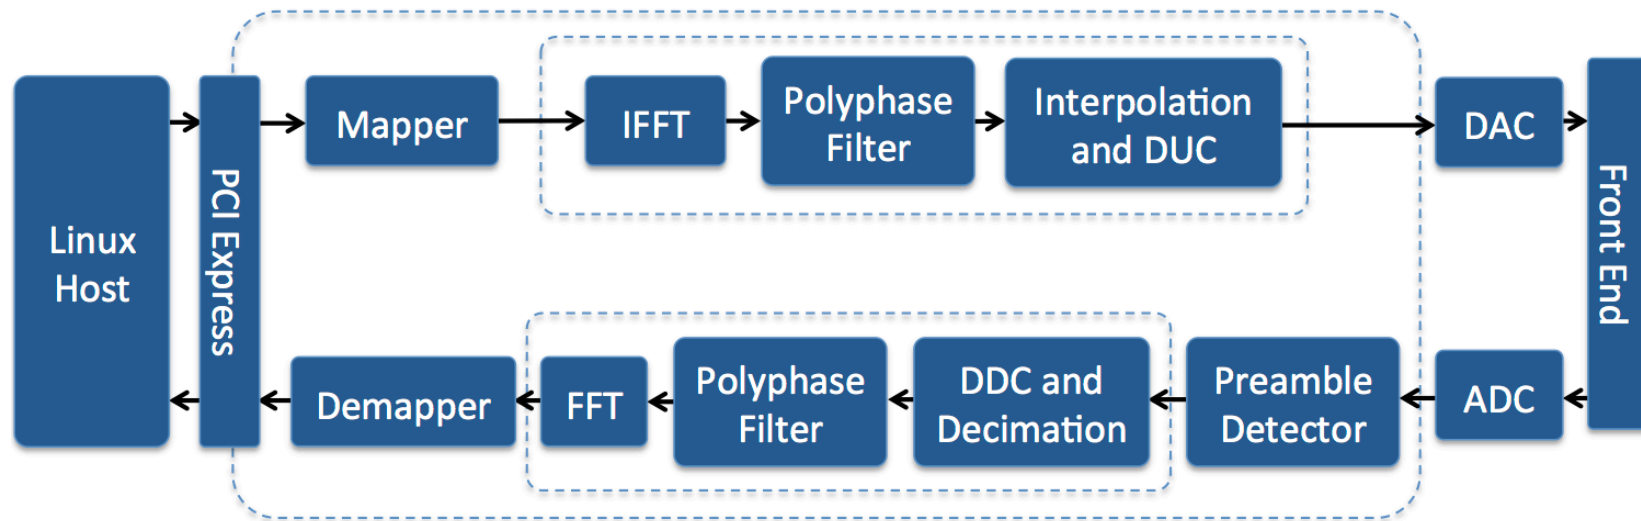 Linux
Host
PCI Express
Mapper
IFFT
Polyphase
Filter
Interpolation
and DUC
DAC
Front End
Demapper
FFT
Polyphase
Filter
DDC and
Decimation
Preamble
Detector
ADC